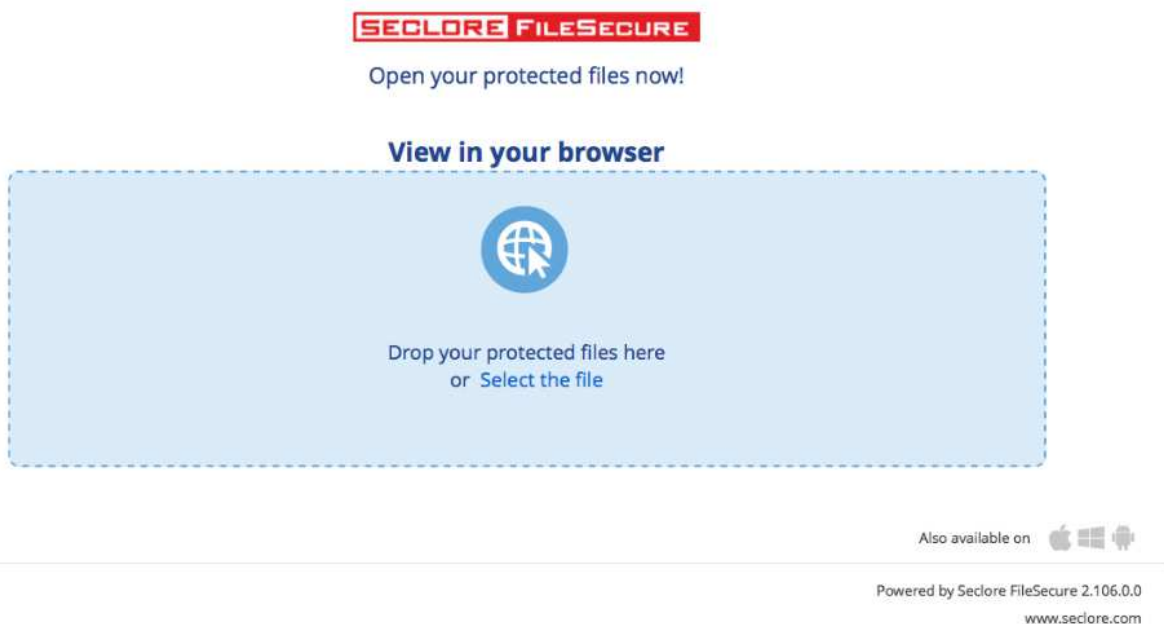 SECLORE FILESECURE
Open your protected files now!
View in your browser
Drop your protected files here
or Select the file
Also available on
Powered by Seclore FileSecure 2.106.0.0
www.seclore.com